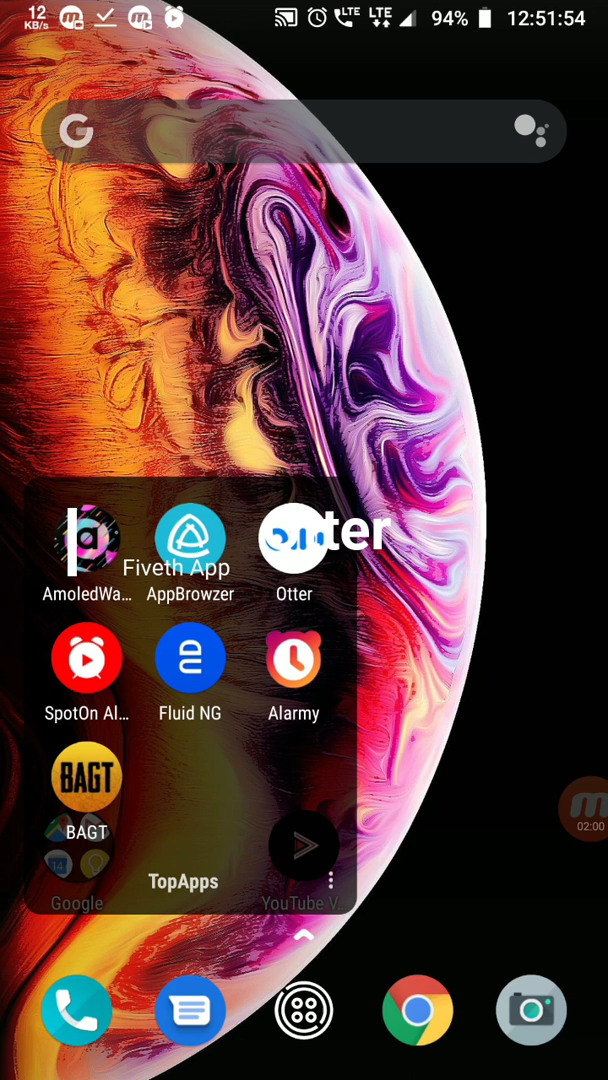 12 KB/s LTE LTE 94% 12:51:54
G
a
Otter
Fiveth App
AmoledWa... AppBrowzer Otter
SpotOn Al... Fluid NG Alarmy
BAGT
BAGT
14
TopApps
Google YouTube V...
02:00